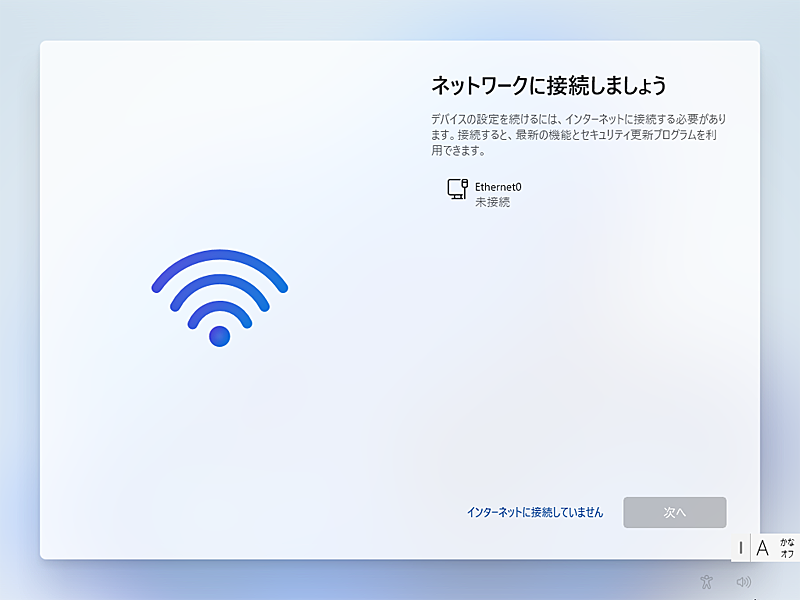 ネットワークに接続しましょう
デバイスの設定を続けるには、インターネットに接続する必要があり
ます。接続すると、最新の機能とセキュリティ更新プログラムを利
用できます。
Ethernet0
未接続
インターネットに接続していません
次へ
A
かな
オフ